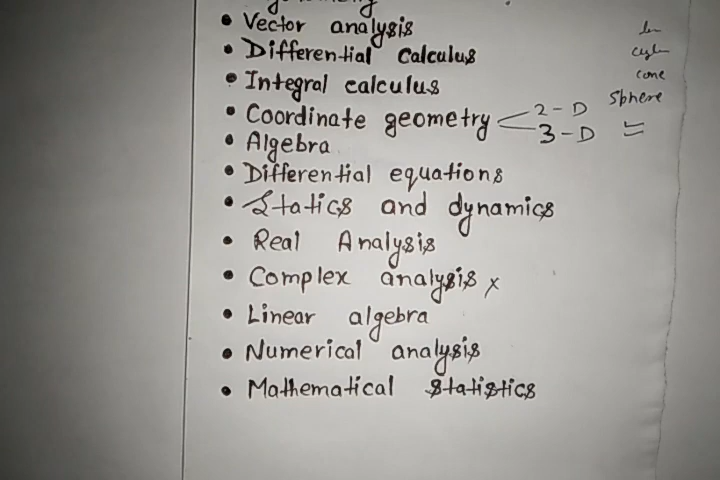 • Vector analysis
• Differential calculus
• Integral calculus
cone
• Coordinate geometry 2-D
3-D
sphere
• Algebra
• Differential equations
• Statics and dynamics
• Real Analysis
• Complex analysis x
• Linear algebra
• Numerical analysis
• Mathematical statistics